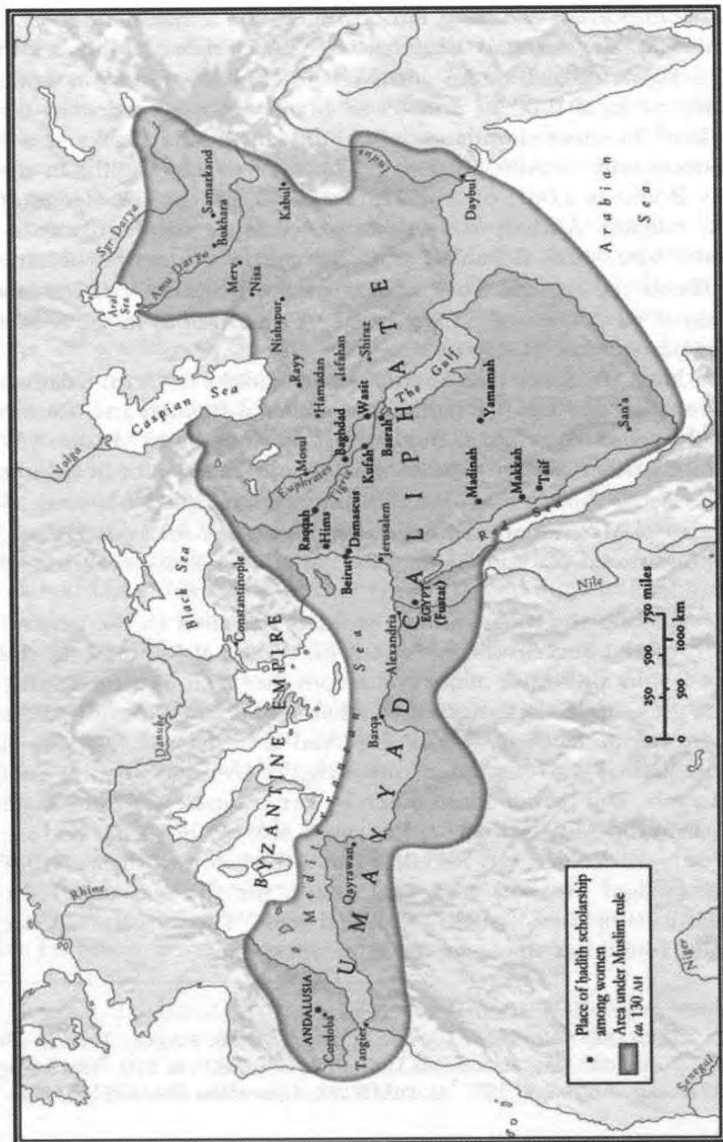 Aral
Sea
Syr Darya
Amu Darya
Samarkand
Bukhara
Merv
Nisa
Kabul
Indus
Daybul
Arabian
Sea
Caspian Sea
Volga
Nishapur
Rayy
Hamadan
Isfahan
Shiraz
The Gulf
Mosul
Baghdad
Wasit
Basrah
Kufah
Euphrates
Tigris
Raqqah
Hims
Damascus
Beirut
Jerusalem
Yamamah
Madinah
Makkah
Taif
San'a
Red Sea
Nile
Black Sea
Constantinople
BYZANTINE EMPIRE
Danube
Rhine
Mediterranean Sea
Alexandria
EGYPT
(Fustat)
Barqa
Qayrawan
UMAYYAD CALIPHATE
ANDALUSIA
Cordoba
Tangier
Niger
Senegal
0 250 500 750 miles
0 500 1000 km
Place of hadith scholarship
among women
Area under Muslim rule
ca. 130 AH